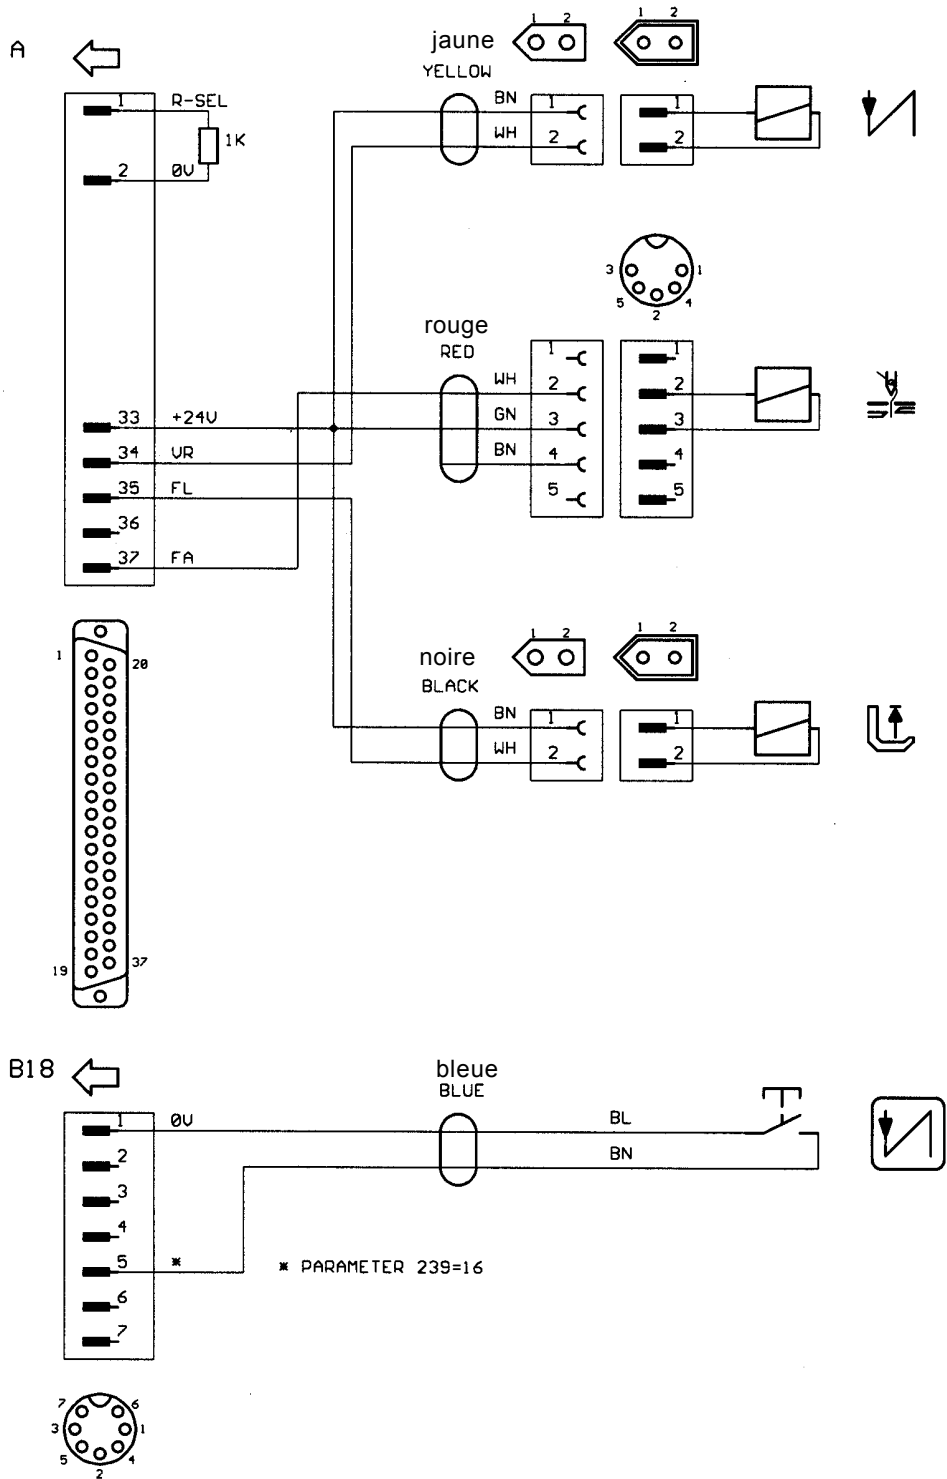 A
jaune
YELLOW
1 2
1 2
1 R-SEL
1K
2 0V
BN 1 1
WH 2 2
3 1
5 4
2
rouge
RED
1 1
WH 2 2
33 +24V GN 3 3
34 VR BN 4 4
35 FL 5 5
36
37 FA
1 20
19 37
noire
BLACK
1 2
1 2
BN 1 1
WH 2 2
B18
bleue
BLUE
1 0V BL
2 BN
3
4
5 *
* PARAMETER 239=16
6
7
7 6
3 1
5 4
2